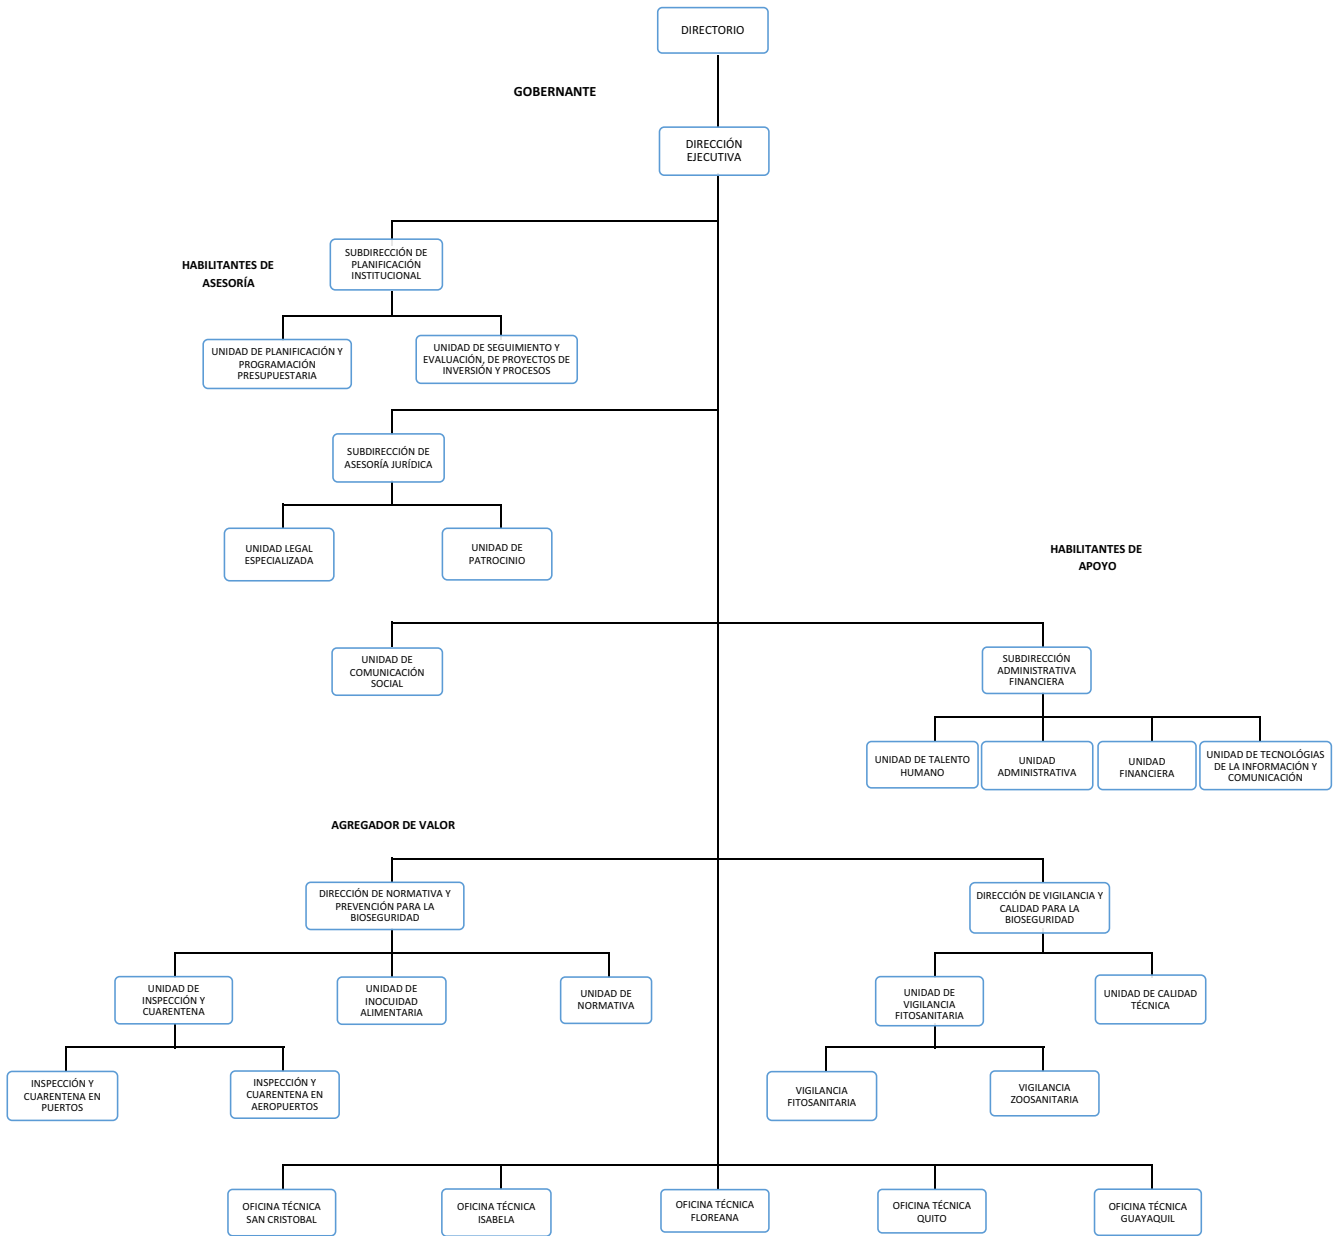 DIRECTORIO
GOBERNANTE
DIRECCIÓN
EJECUTIVA
HABILITANTES DE
ASESORÍA
SUBDIRECCIÓN DE
PLANIFICACIÓN
INSTITUCIONAL
UNIDAD DE PLANIFICACIÓN Y
PROGRAMACIÓN
PRESUPUESTARIA
UNIDAD DE SEGUIMIENTO Y
EVALUACIÓN, DE PROYECTOS DE
INVERSIÓN Y PROCESOS
SUBDIRECCIÓN DE
ASESORÍA JURÍDICA
UNIDAD LEGAL
ESPECIALIZADA
UNIDAD DE
PATROCINIO
HABILITANTES DE
APOYO
UNIDAD DE
COMUNICACIÓN
SOCIAL
SUBDIRECCIÓN
ADMINISTRATIVA
FINANCIERA
UNIDAD DE TALENTO
HUMANO
UNIDAD
ADMINISTRATIVA
UNIDAD
FINANCIERA
UNIDAD DE TECNOLÓGIAS
DE LA INFORMACIÓN Y
COMUNICACIÓN
AGREGADOR DE VALOR
DIRECCIÓN DE NORMATIVA Y
PREVENCIÓN PARA LA
BIOSEGURIDAD
DIRECCIÓN DE VIGILANCIA Y
CALIDAD PARA LA
BIOSEGURIDAD
UNIDAD DE
INSPECCIÓN Y
CUARENTENA
UNIDAD DE
INOCUIDAD
ALIMENTARIA
UNIDAD DE
NORMATIVA
UNIDAD DE
VIGILANCIA
FITOSANITARIA
UNIDAD DE CALIDAD
TÉCNICA
INSPECCIÓN Y
CUARENTENA EN
PUERTOS
INSPECCIÓN Y
CUARENTENA EN
AEROPUERTOS
VIGILANCIA
FITOSANITARIA
VIGILANCIA
ZOOSANITARIA
OFICINA TÉCNICA
SAN CRISTOBAL
OFICINA TÉCNICA
ISABELA
OFICINA TÉCNICA
FLOREANA
OFICINA TÉCNICA
QUITO
OFICINA TÉCNICA
GUAYAQUIL